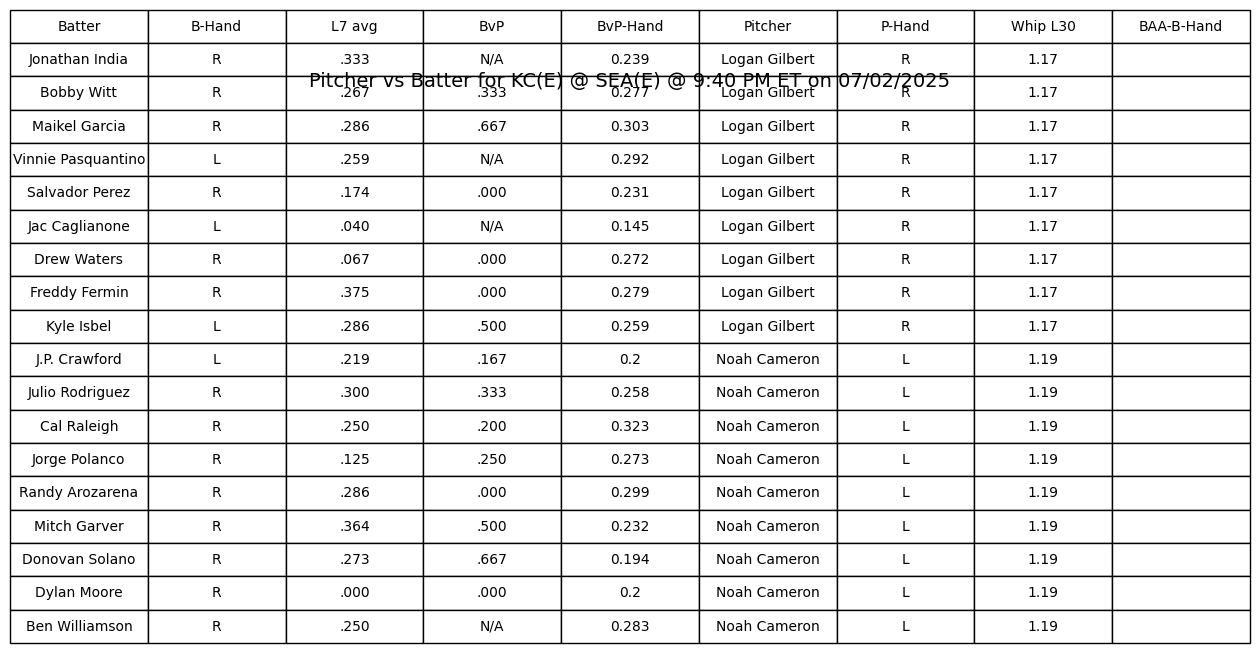 Batter B-Hand L7 avg BvP BvP-Hand Pitcher P-Hand Whip L30 BAA-B-Hand
Jonathan India R .333 N/A 0.239 Logan Gilbert R 1.17
Pitcher vs Batter for KC(E) @ SEA(E) @ 9:40 PM ET on 07/02/2025
Bobby Witt R .267 .333 0.277 Logan Gilbert R 1.17
Maikel Garcia R .286 .667 0.303 Logan Gilbert R 1.17
Vinnie Pasquantino L .259 N/A 0.292 Logan Gilbert R 1.17
Salvador Perez R .174 .000 0.231 Logan Gilbert R 1.17
Jac Caglianone L .040 N/A 0.145 Logan Gilbert R 1.17
Drew Waters R .067 .000 0.272 Logan Gilbert R 1.17
Freddy Fermin R .375 .000 0.279 Logan Gilbert R 1.17
Kyle Isbel L .286 .500 0.259 Logan Gilbert R 1.17
J.P. Crawford L .219 .167 0.2 Noah Cameron L 1.19
Julio Rodriguez R .300 .333 0.258 Noah Cameron L 1.19
Cal Raleigh R .250 .200 0.323 Noah Cameron L 1.19
Jorge Polanco R .125 .250 0.273 Noah Cameron L 1.19
Randy Arozarena R .286 .000 0.299 Noah Cameron L 1.19
Mitch Garver R .364 .500 0.232 Noah Cameron L 1.19
Donovan Solano R .273 .667 0.194 Noah Cameron L 1.19
Dylan Moore R .000 .000 0.2 Noah Cameron L 1.19
Ben Williamson R .250 N/A 0.283 Noah Cameron L 1.19